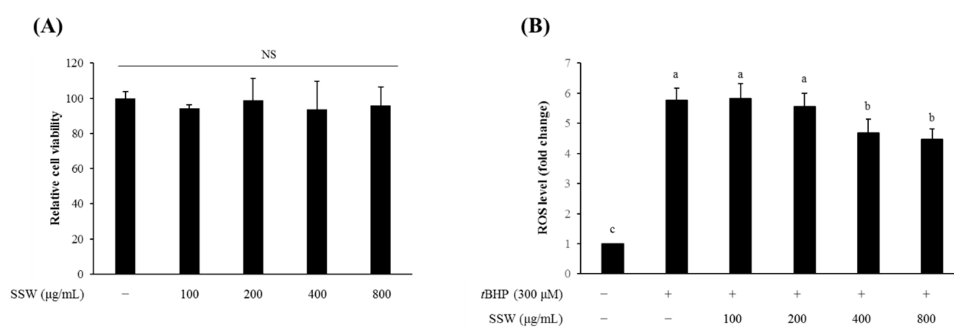 (A)
NS
120
100
80
60
40
20
0
Relative cell viability
SSW (μg/mL) − 100 200 400 800
(B)
7
6
5
4
3
2
1
0
ROS level (fold change)
c a a a b b
tBHP (300 μM) − + + + + +
SSW (μg/mL) − − 100 200 400 800